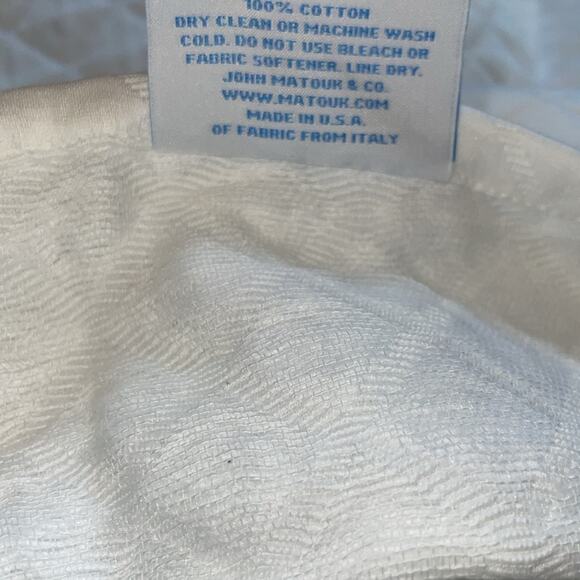 100% COTTON
DRY CLEAN OR MACHINE WASH
COLD. DO NOT USE BLEACH OR
FABRIC SOFTENER. LINE DRY.
JOHN MATOUK & CO.
WWW.MATOUK.COM
MADE IN U.S.A.
OF FABRIC FROM ITALY